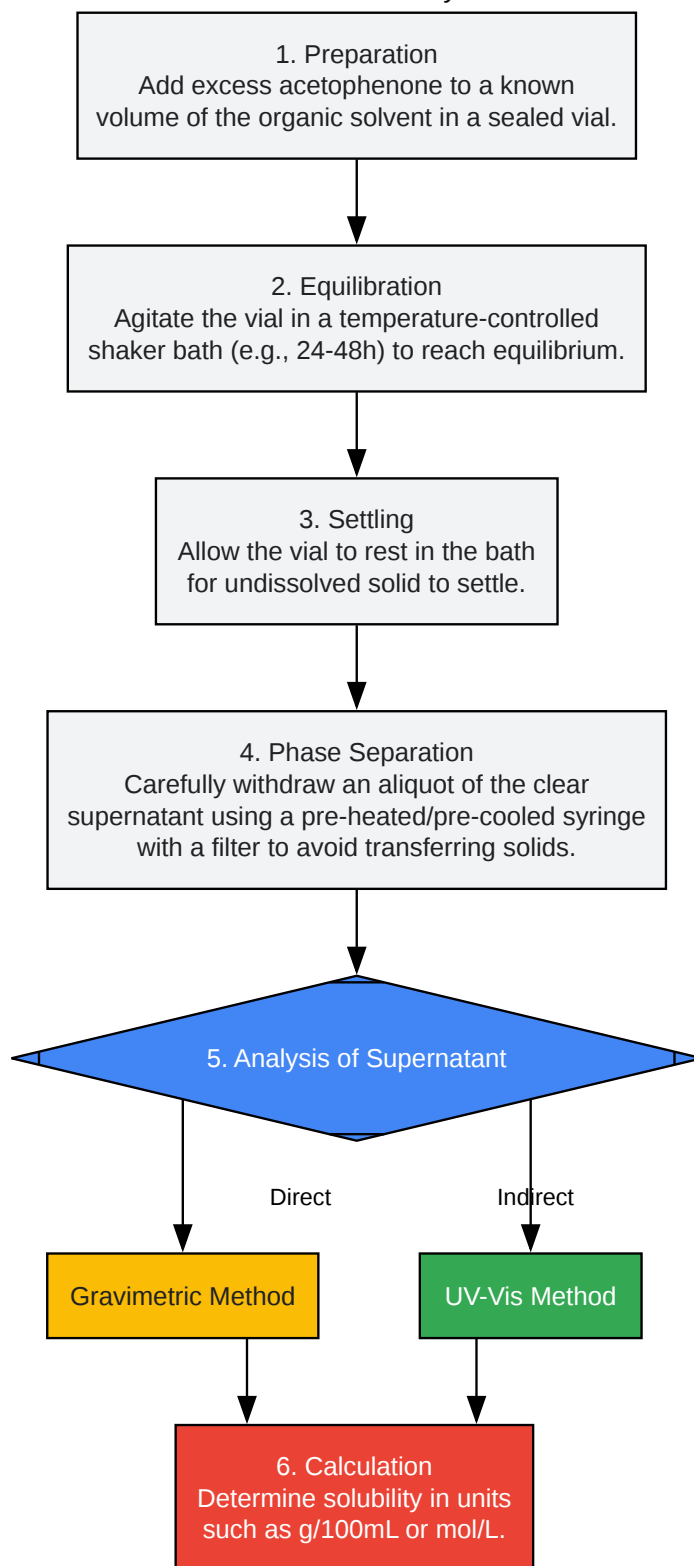 1. Preparation
Add excess acetophenone to a known
volume of the organic solvent in a sealed vial.
2. Equilibration
Agitate the vial in a temperature-controlled
shaker bath (e.g., 24-48h) to reach equilibrium.
3. Settling
Allow the vial to rest in the bath
for undissolved solid to settle.
4. Phase Separation
Carefully withdraw an aliquot of the clear
supernatant using a pre-heated/pre-cooled syringe
with a filter to avoid transferring solids.
5. Analysis of Supernatant
Direct
Indirect
Gravimetric Method
UV-Vis Method
6. Calculation
Determine solubility in units
such as g/100mL or mol/L.